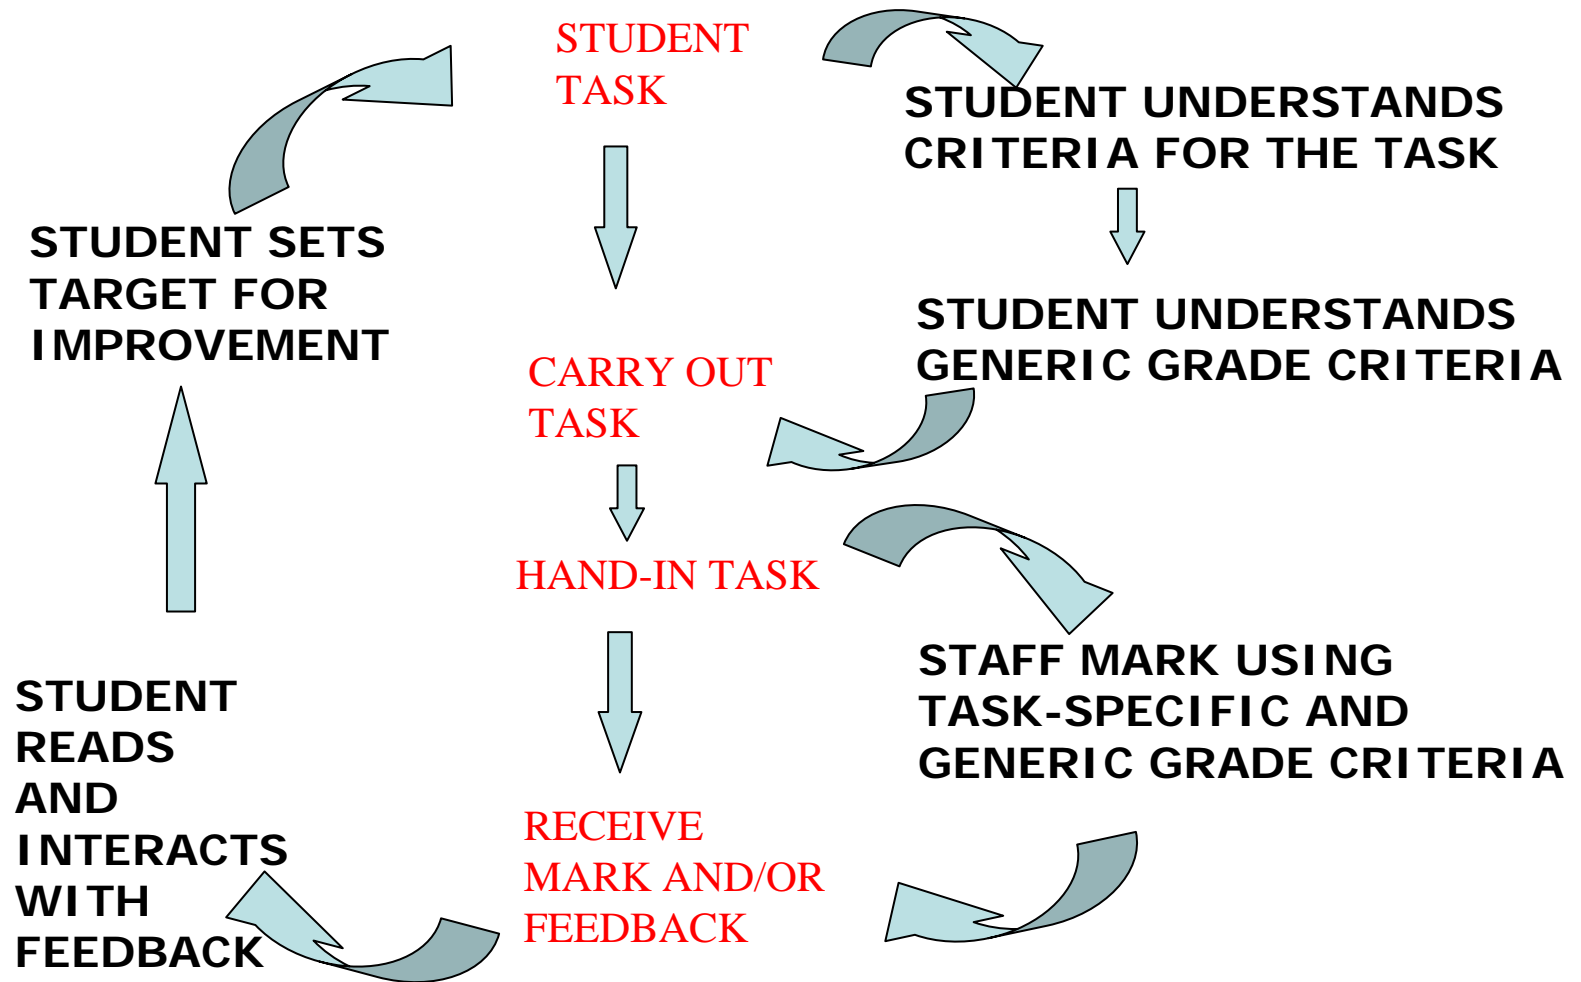 STUDENT
TASK
STUDENT UNDERSTANDS
CRITERIA FOR THE TASK
STUDENT SETS
TARGET FOR
IMPROVEMENT
STUDENT UNDERSTANDS
GENERIC GRADE CRITERIA
CARRY OUT
TASK
HAND-IN TASK
STAFF MARK USING
TASK-SPECIFIC AND
GENERIC GRADE CRITERIA
STUDENT
READS
AND
INTERACTS
WITH
FEEDBACK
RECEIVE
MARK AND/OR
FEEDBACK